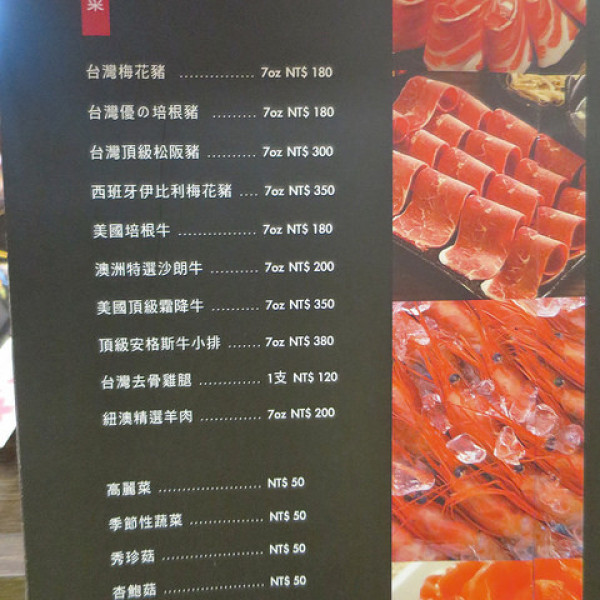 菜
台灣梅花豬 ................ 7oz NT$ 180
台灣優の培根豬 .......... 7oz NT$ 180
台灣頂級松阪豬 ........... 7oz NT$ 300
西班牙伊比利梅花豬 .... 7oz NT$ 350
美國培根牛 ................. 7oz NT$ 180
澳洲特選沙朗牛 .......... 7oz NT$ 200
美國頂級霜降牛 .......... 7oz NT$ 350
頂級安格斯牛小排 ....... 7oz NT$ 380
台灣去骨雞腿 ............. 1支 NT$ 120
紐澳精選羊肉 ............. 7oz NT$ 200
高麗菜 ...................... NT$ 50
季節性蔬菜 ................ NT$ 50
秀珍菇 ...................... NT$ 50
杏鮑菇 ...................... NT$ 50